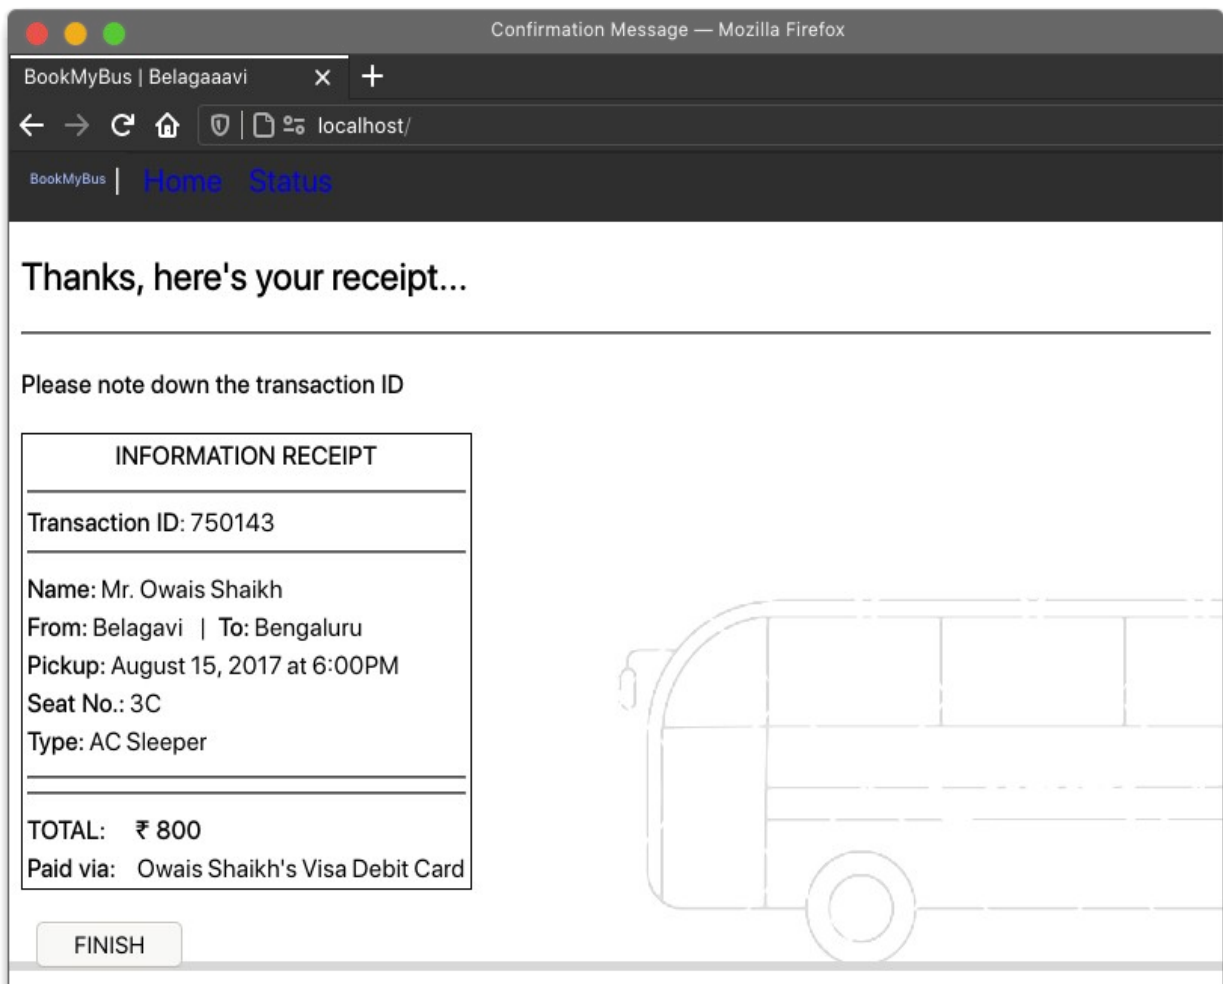 Confirmation Message — Mozilla Firefox
BookMyBus | Belagaaavi
localhost/
BookMyBus | Home Status
Thanks, here's your receipt...
Please note down the transaction ID
INFORMATION RECEIPT
Transaction ID: 750143
Name: Mr. Owais Shaikh
From: Belagavi | To: Bengaluru
Pickup: August 15, 2017 at 6:00PM
Seat No.: 3C
Type: AC Sleeper
TOTAL: ₹ 800
Paid via: Owais Shaikh's Visa Debit Card
FINISH